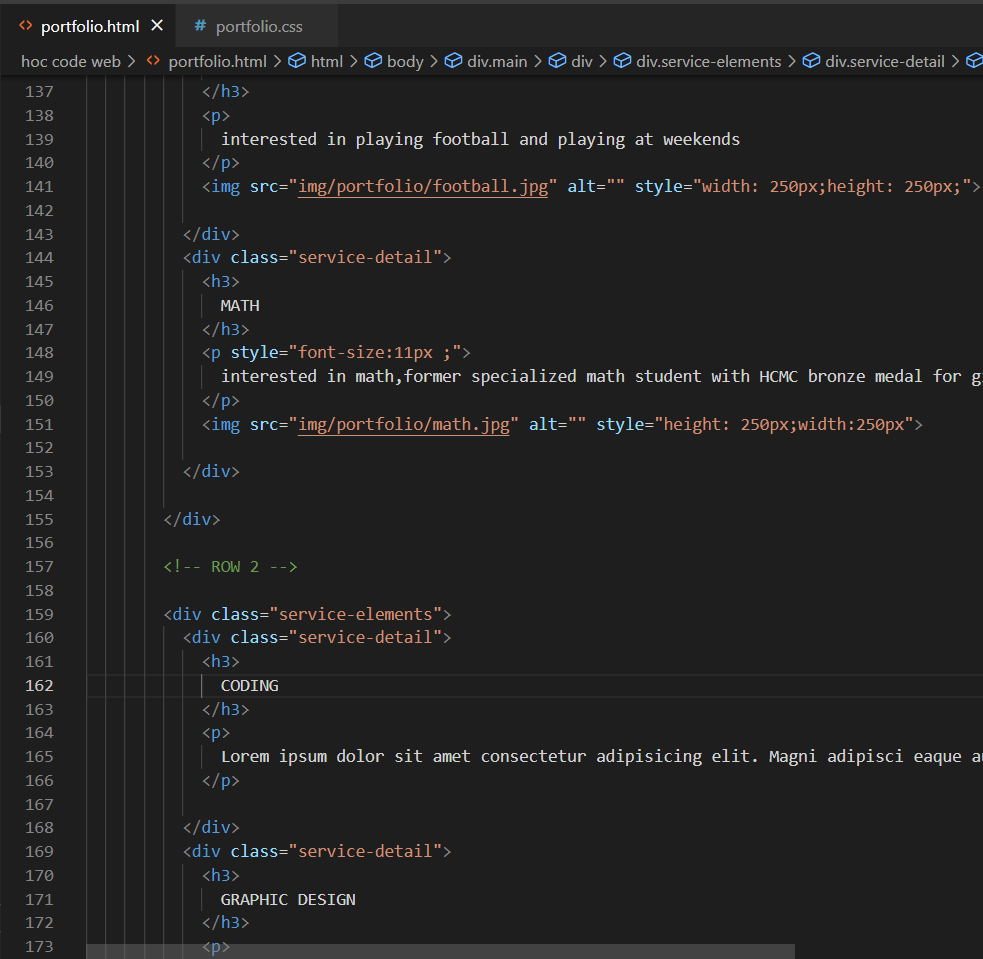 portfolio.html × # portfolio.css
hoc code web > portfolio.html > html > body > div.main > div > div.service-elements > div.service-detail >
137 </h3>
138 <p>
139 interested in playing football and playing at weekends
140 </p>
141 <img src="img/portfolio/football.jpg" alt="" style="width: 250px;height: 250px;">
142
143 </div>
144 <div class="service-detail">
145 <h3>
146 MATH
147 </h3>
148 <p style="font-size:11px ;">
149 interested in math,former specialized math student with HCMC bronze medal for
150 </p>
151 <img src="img/portfolio/math.jpg" alt="" style="height: 250px;width:250px">
152
153 </div>
154
155 </div>
156
157 <!-- ROW 2 -->
158
159 <div class="service-elements">
160 <div class="service-detail">
161 <h3>
162 CODING
163 </h3>
164 <p>
165 Lorem ipsum dolor sit amet consectetur adipisicing elit. Magni adipisci eaque
166 </p>
167
168 </div>
169 <div class="service-detail">
170 <h3>
171 GRAPHIC DESIGN
172 </h3>
173 <p>